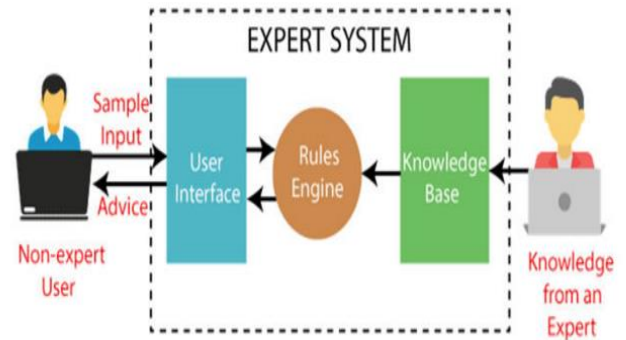 EXPERT SYSTEM
Sample
Input
Advice
Non-expert
User
User
Interface
Rules
Engine
Knowledge
Base
Knowledge
from an
Expert